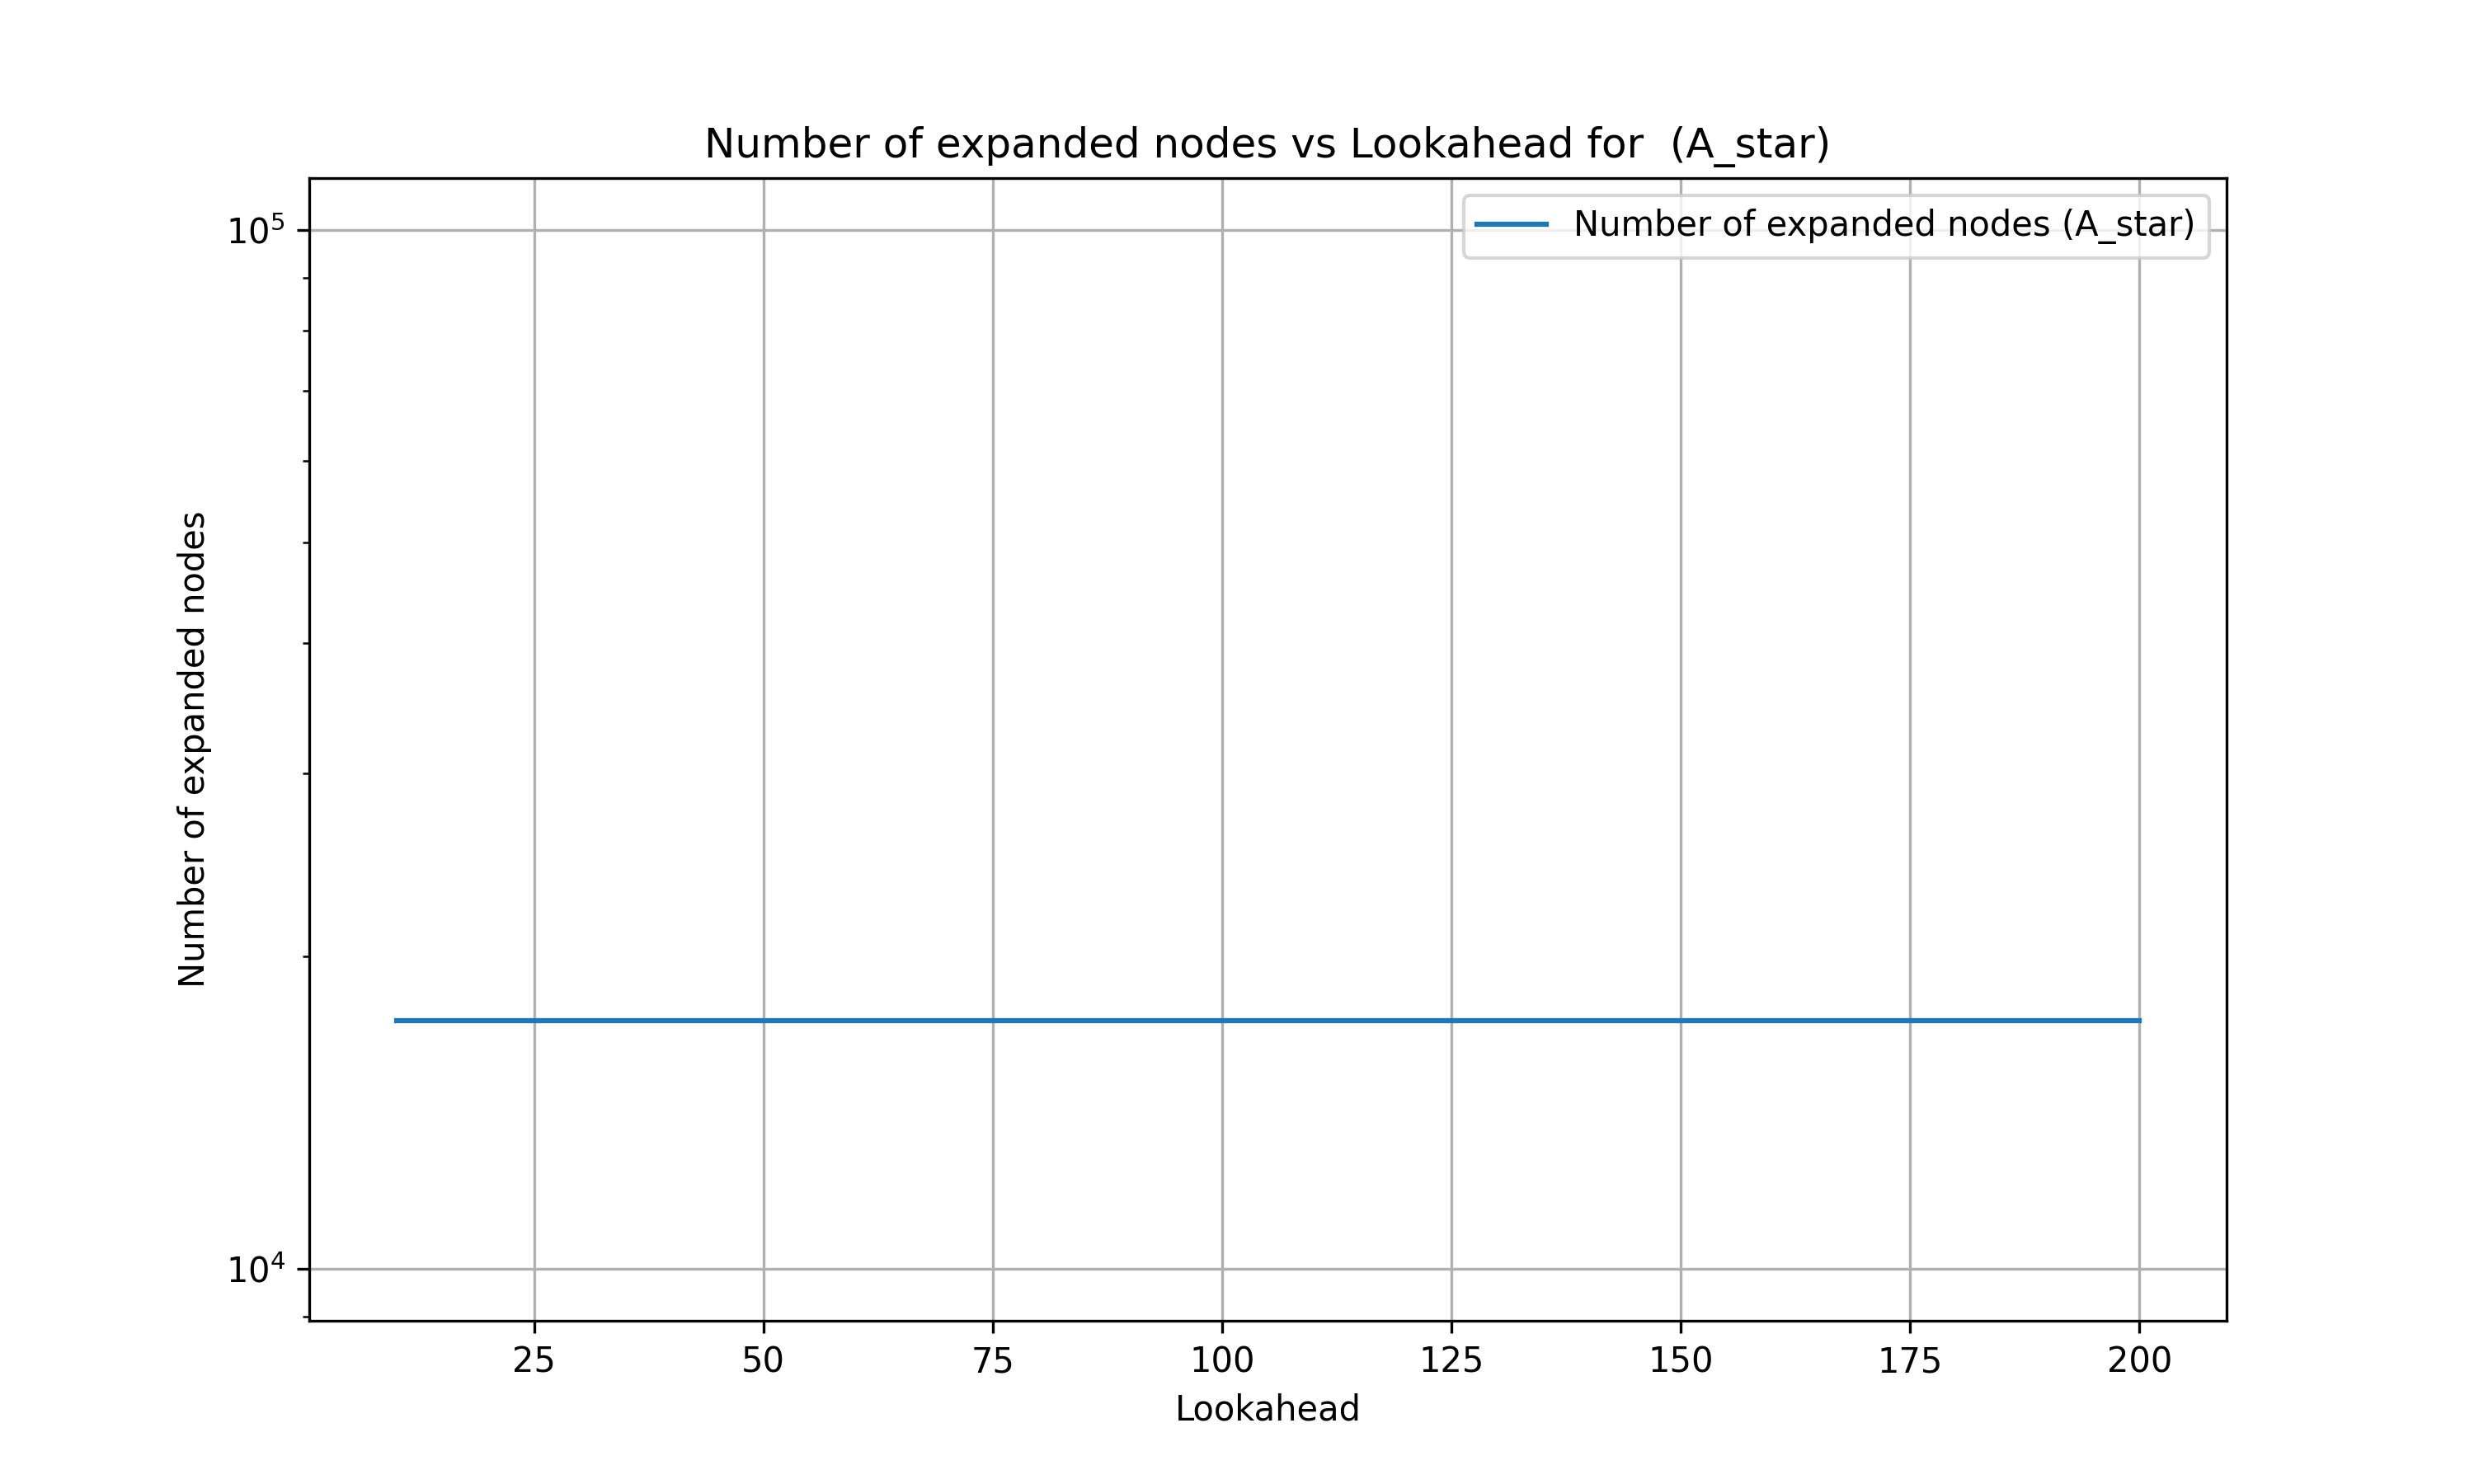 Number of expanded nodes vs Lookahead for  (A_star)
Number of expanded nodes (A_star)
10⁵
10⁴
Number of expanded nodes
25 50 75 100 125 150 175 200
Lookahead